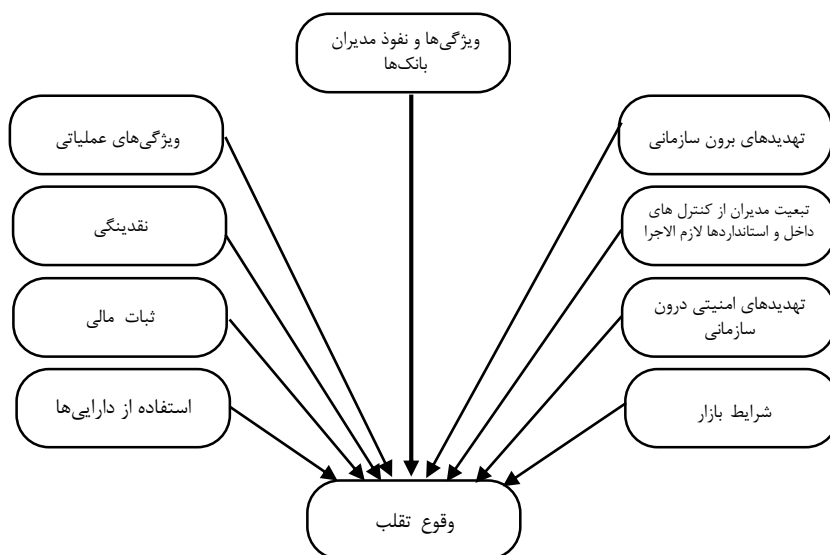 ویژگی‌ها و نفوذ مدیران
بانک‌ها
تهدیدهای برون سازمانی
ویژگی‌های عملیاتی
تبعیت مدیران از کنترل های
داخل و استانداردها لازم الاجرا
نقدینگی
تهدیدهای امنیتی درون
سازمانی
ثبات مالی
شرایط بازار
استفاده از دارایی‌ها
وقوع تقلب